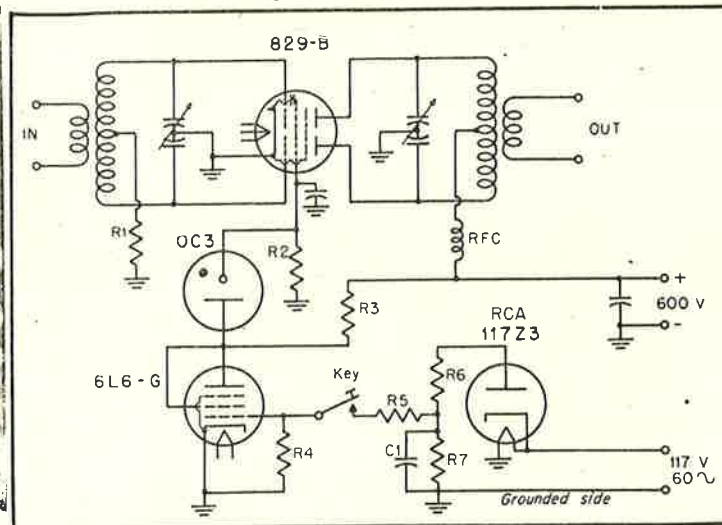 829-B
IN
OUT
R1
OC3
R2
RFC
R3
+
600 V
-
RCA
117Z3
6L6-G
Key
R5
R6
R4
C1
R7
117 V
60∿
Grounded side